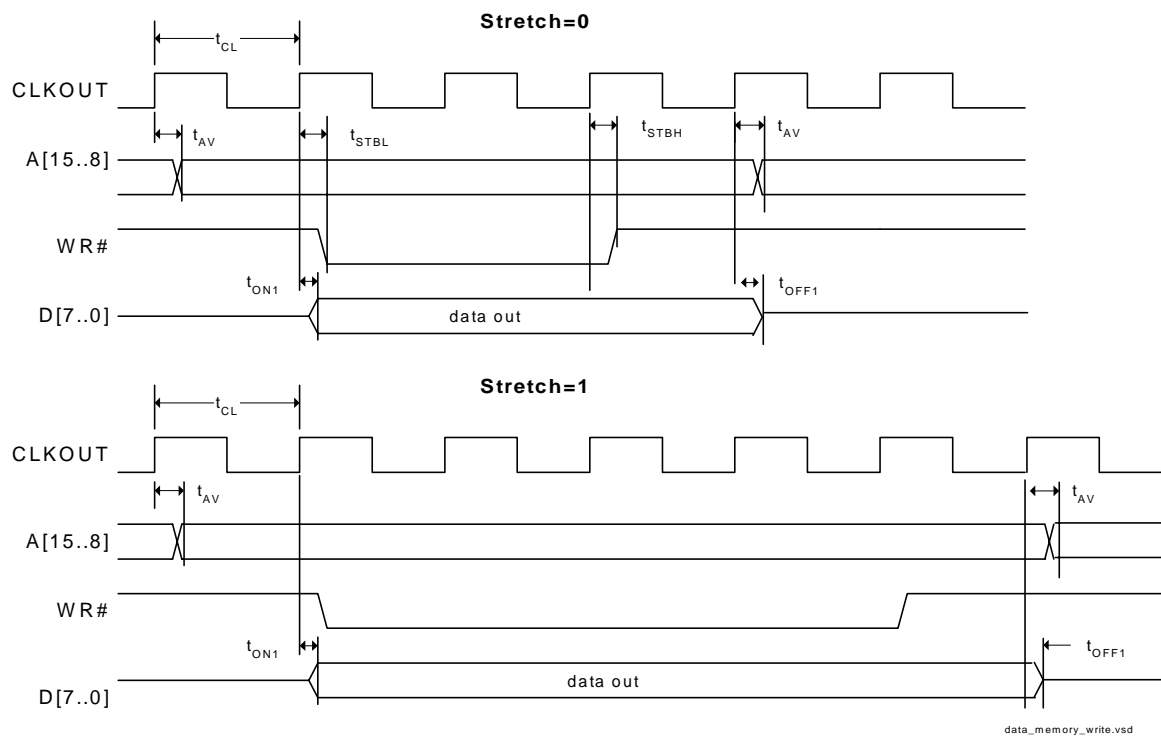 Stretch=0
tCL
CLKOUT
tAV
tSTBL
tSTBH
tAV
A[15..8]
WR#
tON1
tOFF1
D[7..0]
data out
Stretch=1
tCL
CLKOUT
tAV
tAV
A[15..8]
WR#
tON1
tOFF1
data out
D[7..0]
data_memory_write.vsd